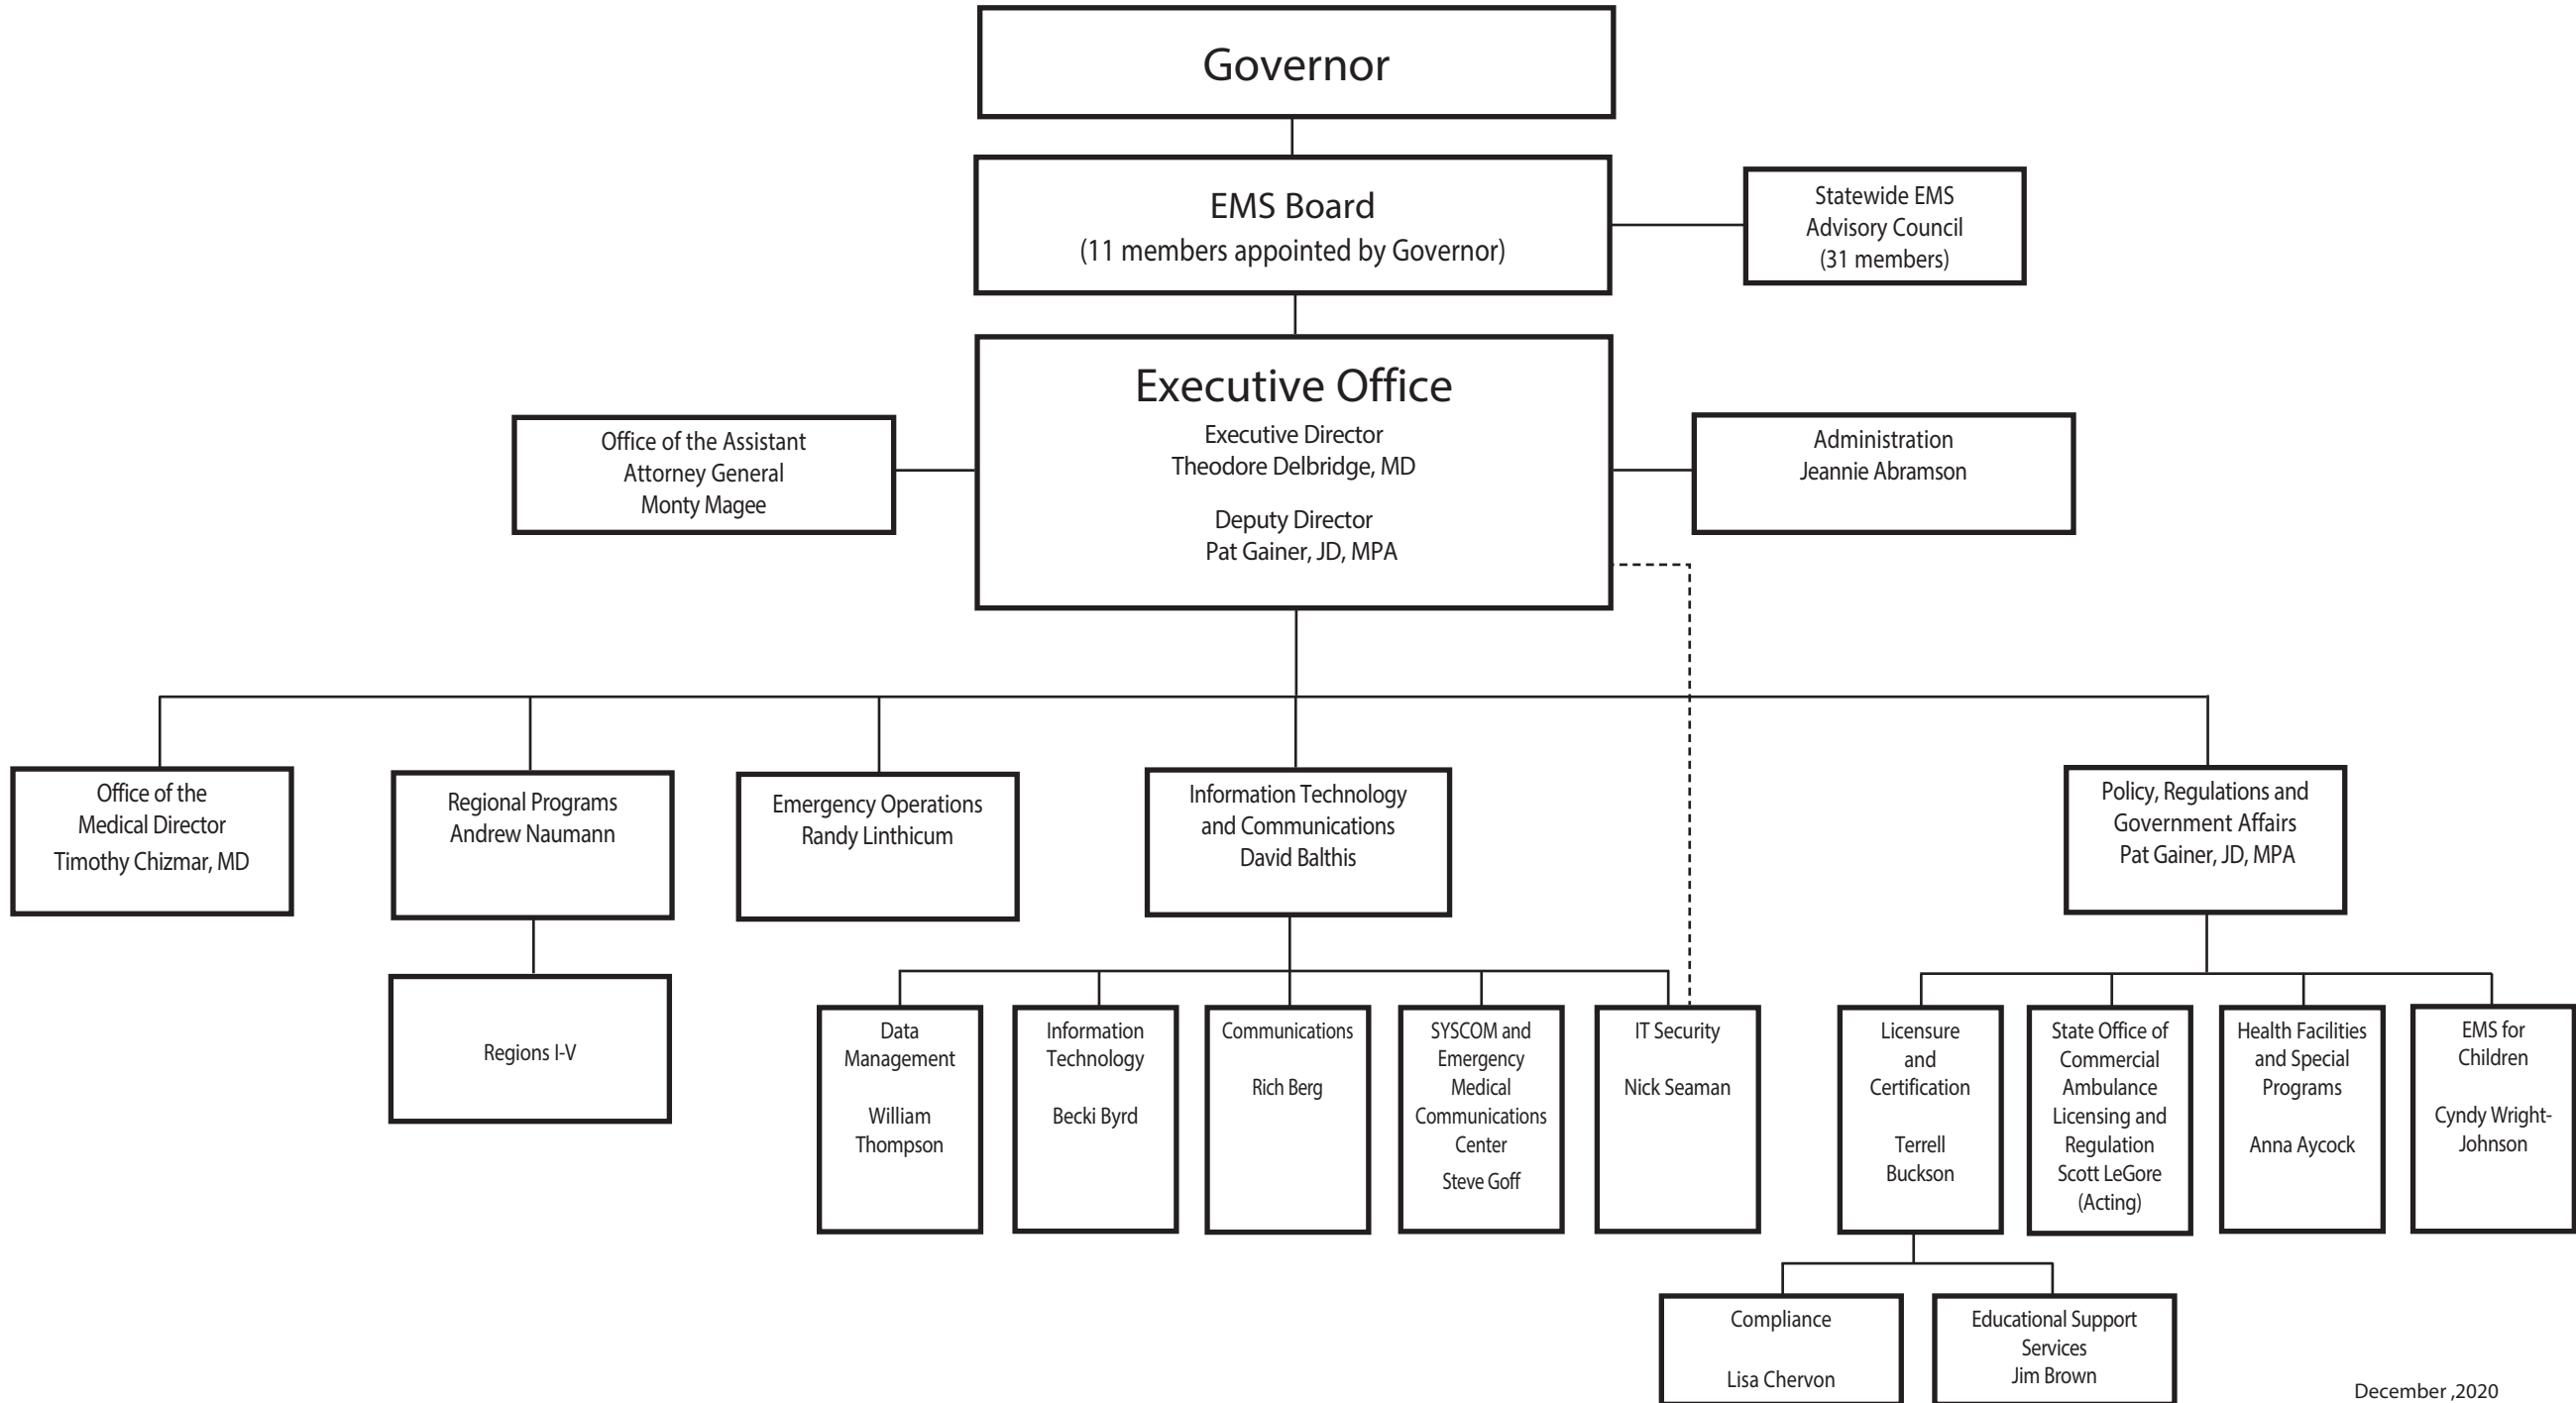 Governor
EMS Board
(11 members appointed by Governor)
Statewide EMS
Advisory Council
(31 members)
Executive Office
Executive Director
Theodore Delbridge, MD
Deputy Director
Pat Gainer, JD, MPA
Office of the Assistant
Attorney General
Monty Magee
Administration
Jeannie Abramson
Office of the
Medical Director
Timothy Chizmar, MD
Regional Programs
Andrew Naumann
Emergency Operations
Randy Linthicum
Information Technology
and Communications
David Balthis
Policy, Regulations and
Government Affairs
Pat Gainer, JD, MPA
Regions I-V
Data
Management
William
Thompson
Information
Technology
Becki Byrd
Communications
Rich Berg
SYSCOM and
Emergency
Medical
Communications
Center
Steve Goff
IT Security
Nick Seaman
Licensure
and
Certification
Terrell
Buckson
State Office of
Commercial
Ambulance
Licensing and
Regulation
Scott LeGore
(Acting)
Health Facilities
and Special
Programs
Anna Aycock
EMS for
Children
Cyndy Wright-
Johnson
Compliance
Lisa Chervon
Educational Support
Services
Jim Brown
December ,2020